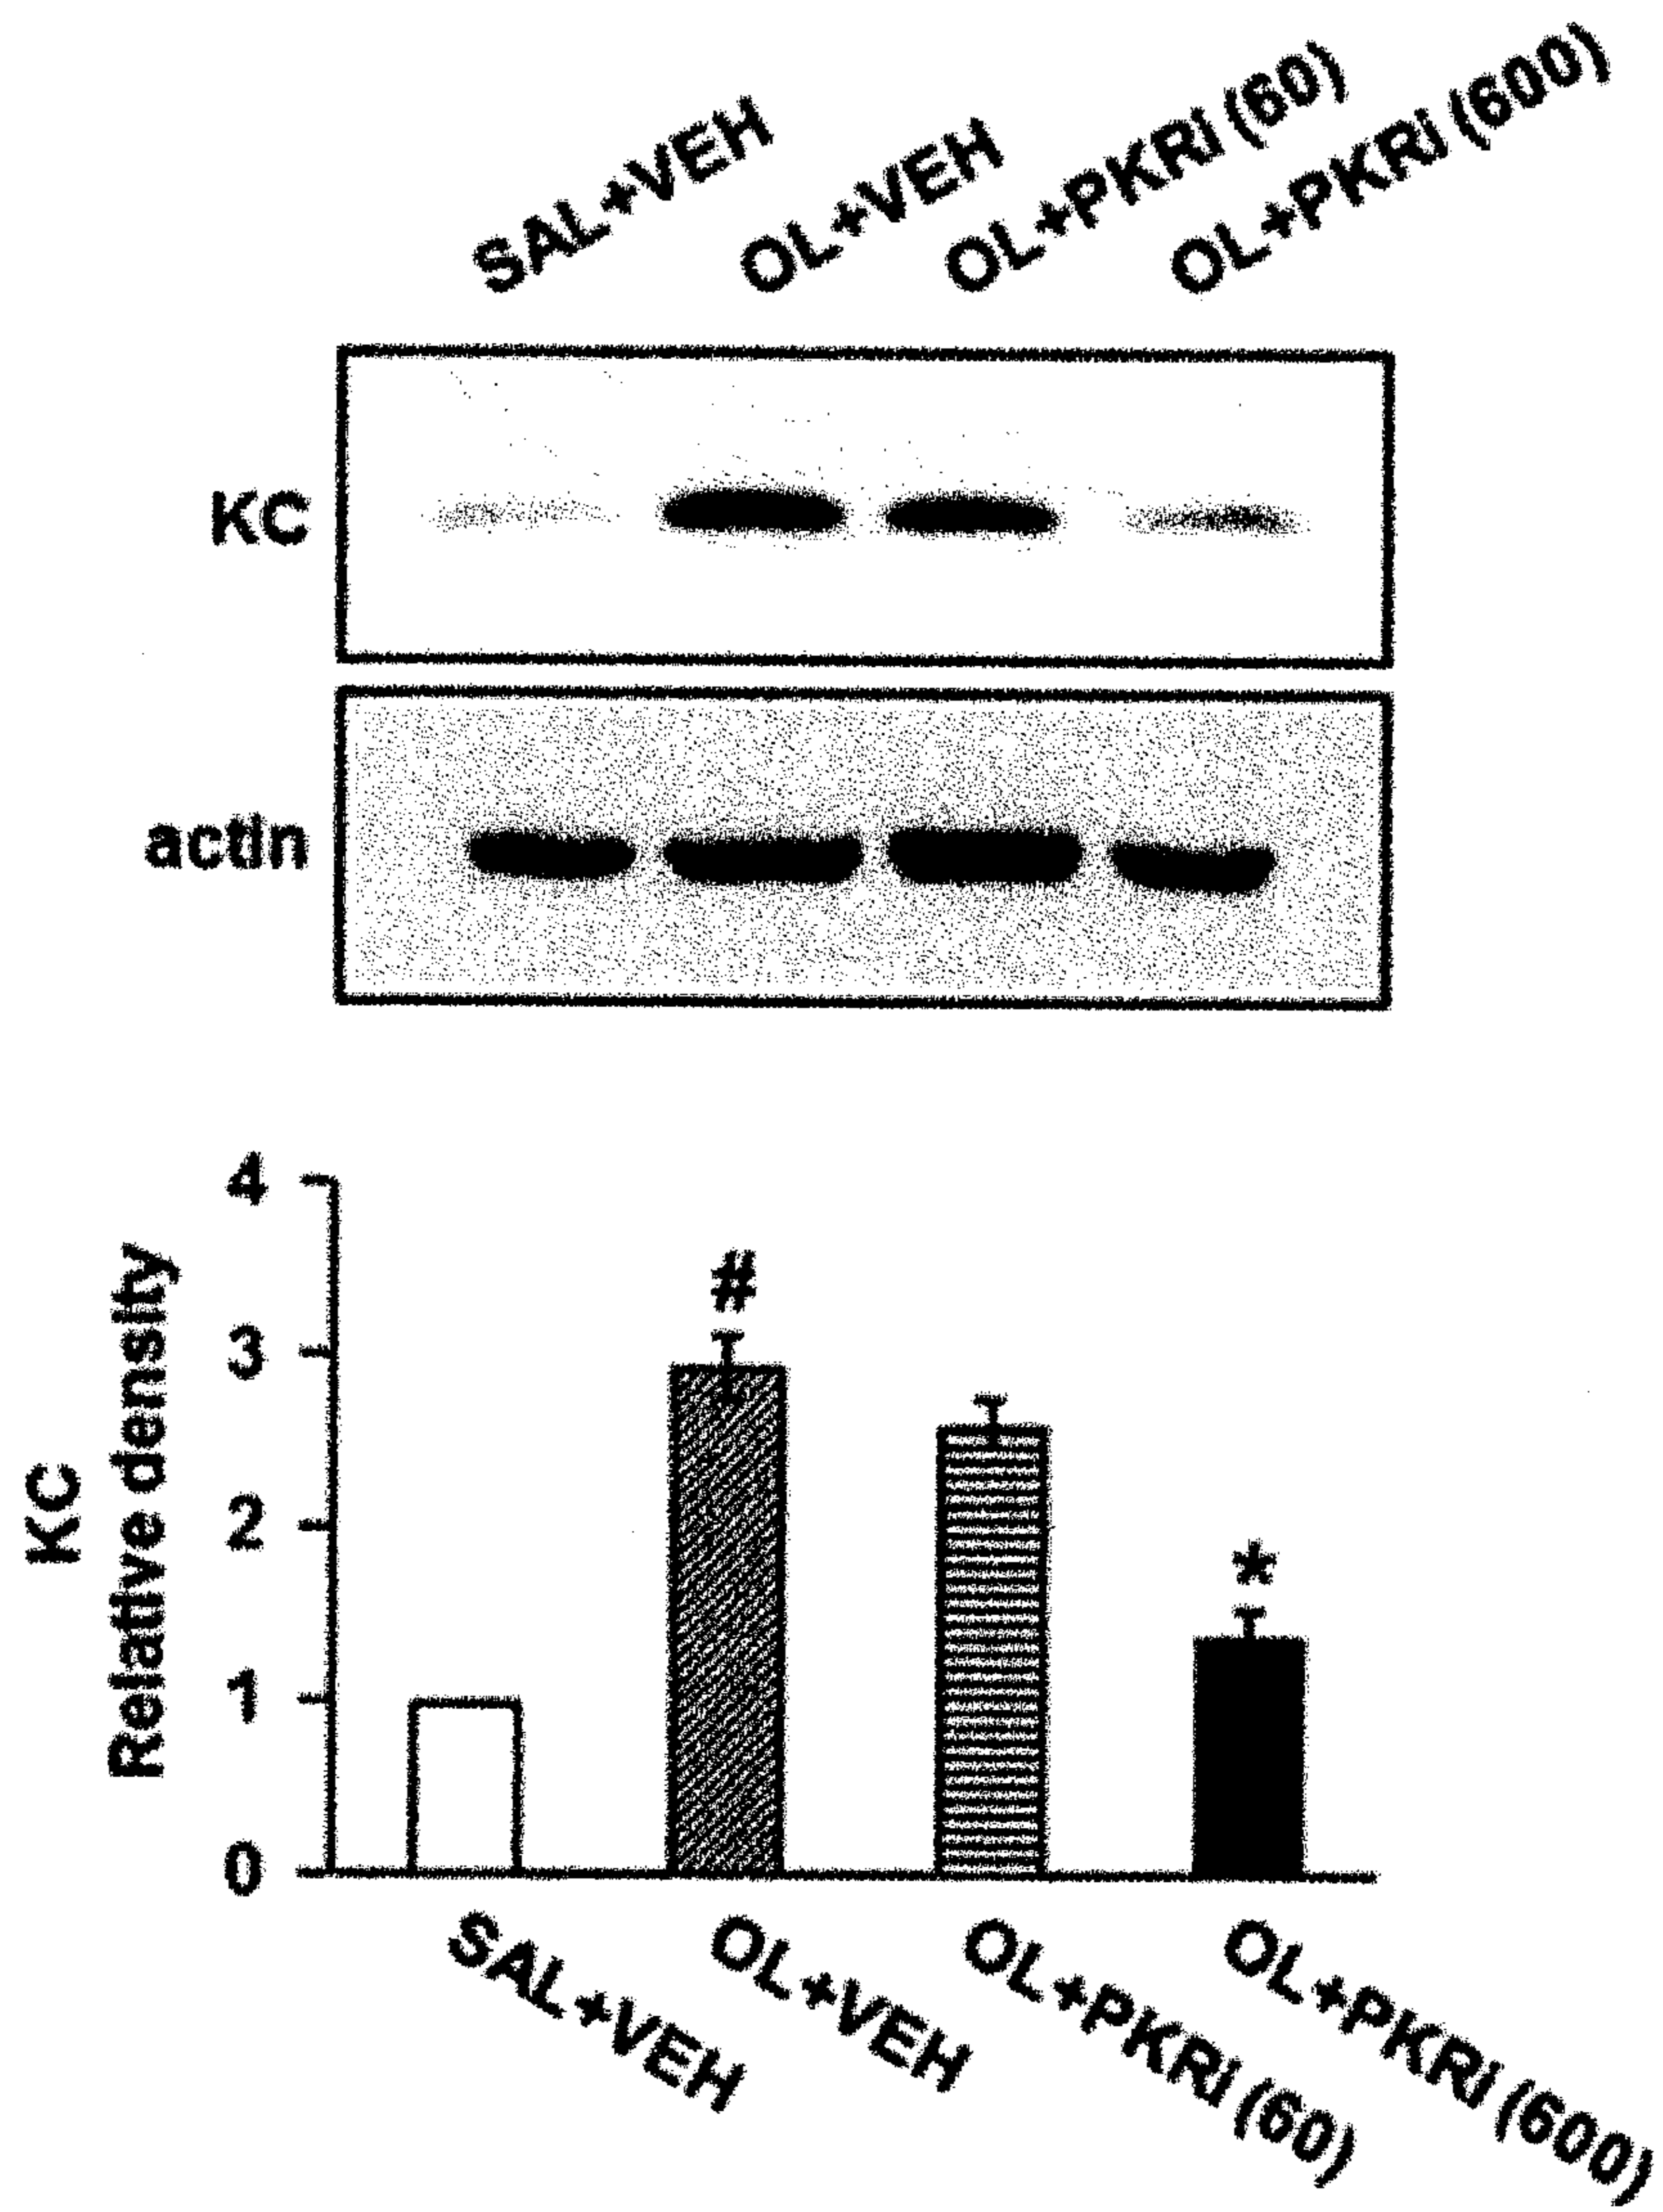 SAL+VEH
OL+VEH
OL+PKRi (60)
OL+PKRi (600)
KC
actin
4
3
2
1
0
KC
Relative density
#
*
SAL+VEH
OL+VEH
OL+PKRi (60)
OL+PKRi (600)